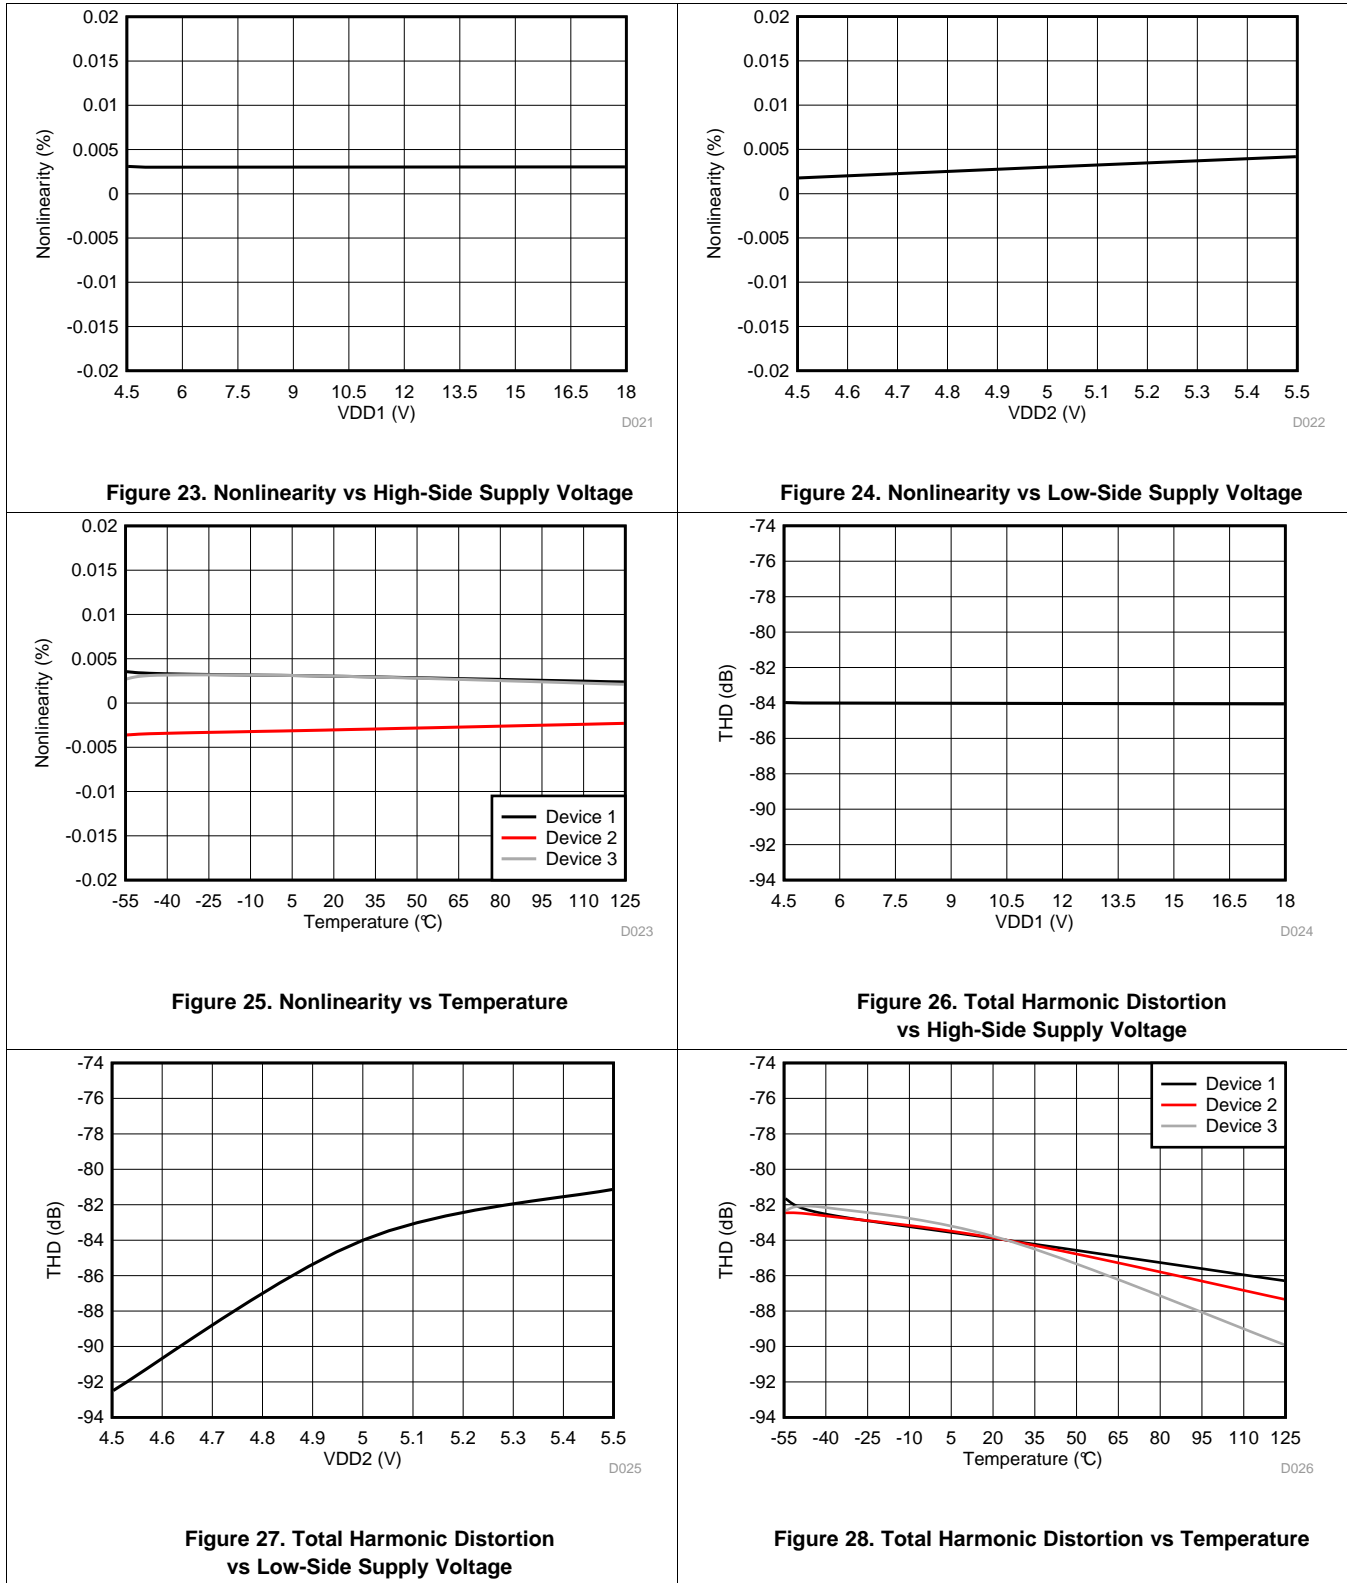 0.02
0.015
0.01
0.005
0
-0.005
-0.01
-0.015
-0.02
Nonlinearity (%)
4.5 6 7.5 9 10.5 12 13.5 15 16.5 18
VDD1 (V)
D021
Figure 23. Nonlinearity vs High-Side Supply Voltage
0.02
0.015
0.01
0.005
0
-0.005
-0.01
-0.015
-0.02
Nonlinearity (%)
4.5 4.6 4.7 4.8 4.9 5 5.1 5.2 5.3 5.4 5.5
VDD2 (V)
D022
Figure 24. Nonlinearity vs Low-Side Supply Voltage
0.02
0.015
0.01
0.005
0
-0.005
-0.01
-0.015
-0.02
Nonlinearity (%)
Device 1
Device 2
Device 3
-55 -40 -25 -10 5 20 35 50 65 80 95 110 125
Temperature (°C)
D023
Figure 25. Nonlinearity vs Temperature
-74
-76
-78
-80
-82
-84
-86
-88
-90
-92
-94
THD (dB)
4.5 6 7.5 9 10.5 12 13.5 15 16.5 18
VDD1 (V)
D024
Figure 26. Total Harmonic Distortion
vs High-Side Supply Voltage
-74
-76
-78
-80
-82
-84
-86
-88
-90
-92
-94
THD (dB)
4.5 4.6 4.7 4.8 4.9 5 5.1 5.2 5.3 5.4 5.5
VDD2 (V)
D025
Figure 27. Total Harmonic Distortion
vs Low-Side Supply Voltage
-74
-76
-78
-80
-82
-84
-86
-88
-90
-92
-94
THD (dB)
Device 1
Device 2
Device 3
-55 -40 -25 -10 5 20 35 50 65 80 95 110 125
Temperature (°C)
D026
Figure 28. Total Harmonic Distortion vs Temperature